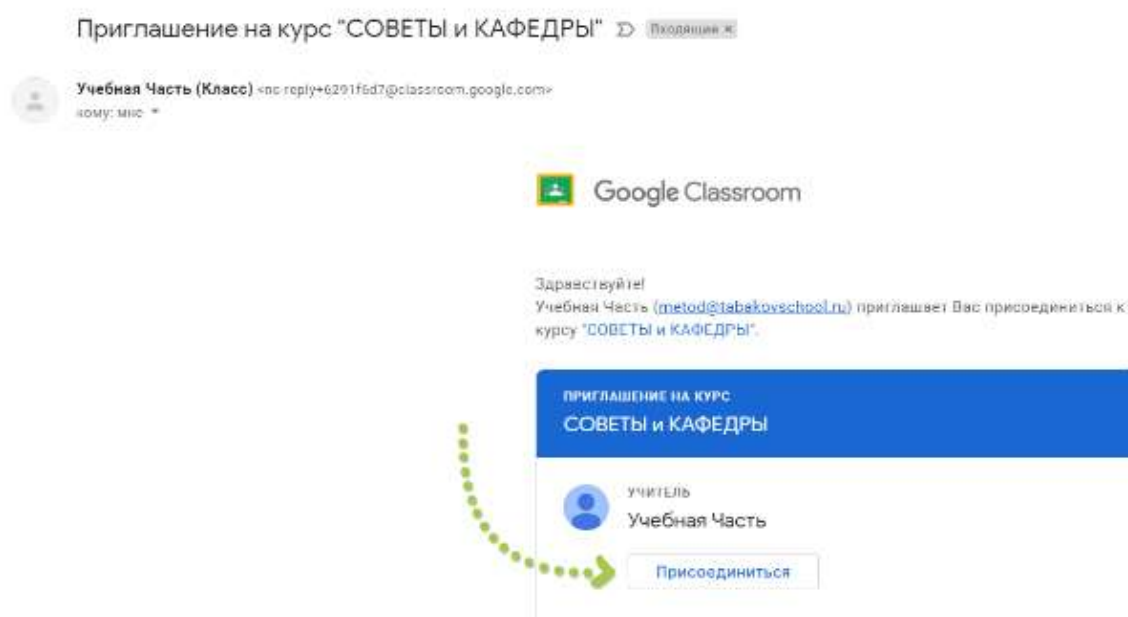 Приглашение на курс "СОВЕТЫ и КАФЕДРЫ" Входящие ×
Учебная Часть (Класс) <no-reply+6291f6d7@classroom.google.com>
кому: мне
Google Classroom
Здравствуйте!
Учебная Часть (metod@tabakovschool.ru) приглашает Вас присоединиться к
курсу "СОВЕТЫ и КАФЕДРЫ".
ПРИГЛАШЕНИЕ НА КУРС
СОВЕТЫ и КАФЕДРЫ
УЧИТЕЛЬ
Учебная Часть
Присоединиться